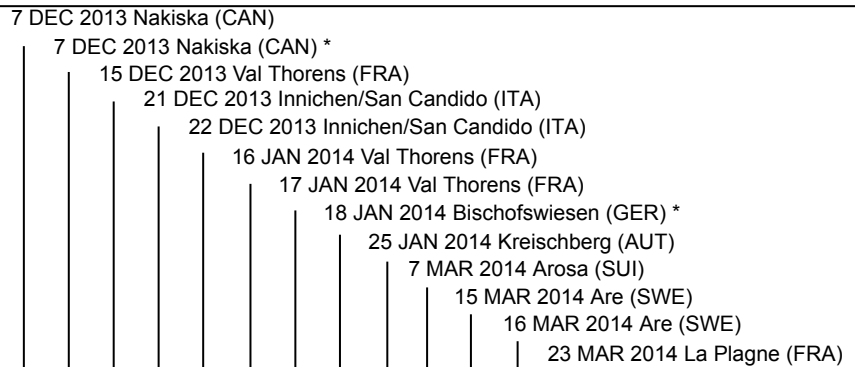 7 DEC 2013 Nakiska (CAN)
7 DEC 2013 Nakiska (CAN) *
15 DEC 2013 Val Thorens (FRA)
21 DEC 2013 Innichen/San Candido (ITA)
22 DEC 2013 Innichen/San Candido (ITA)
16 JAN 2014 Val Thorens (FRA)
17 JAN 2014 Val Thorens (FRA)
18 JAN 2014 Bischofswiesen (GER) *
25 JAN 2014 Kreischberg (AUT)
7 MAR 2014 Arosa (SUI)
15 MAR 2014 Are (SWE)
16 MAR 2014 Are (SWE)
23 MAR 2014 La Plagne (FRA)